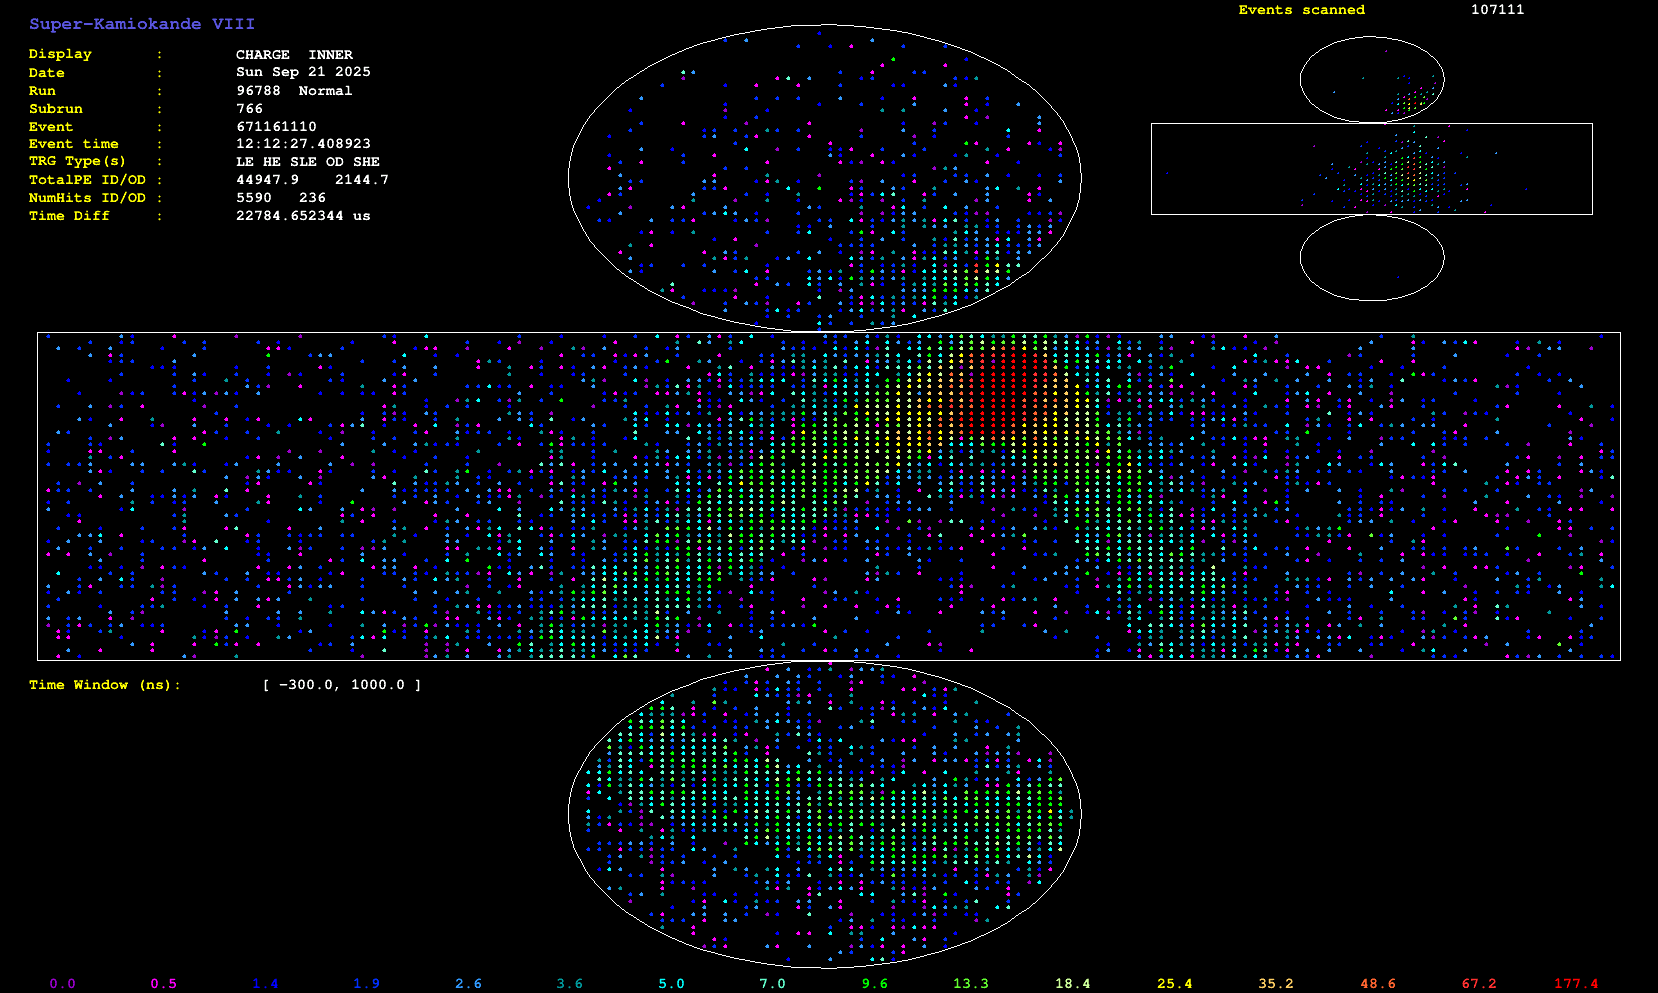 Super-Kamiokande VIII
Events scanned 107111
Display : CHARGE INNER
Date : Sun Sep 21 2025
Run : 96788 Normal
Subrun : 766
Event : 671161110
Event time : 12:12:27.408923
TRG Type(s) : LE HE SLE OD SHE
TotalPE ID/OD : 44947.9 2144.7
NumHits ID/OD : 5590 236
Time Diff : 22784.652344 us
Time Window (ns): [ -300.0, 1000.0 ]
0.0 0.5 1.4 1.9 2.6 3.6 5.0 7.0 9.6 13.3 18.4 25.4 35.2 48.6 67.2 177.4